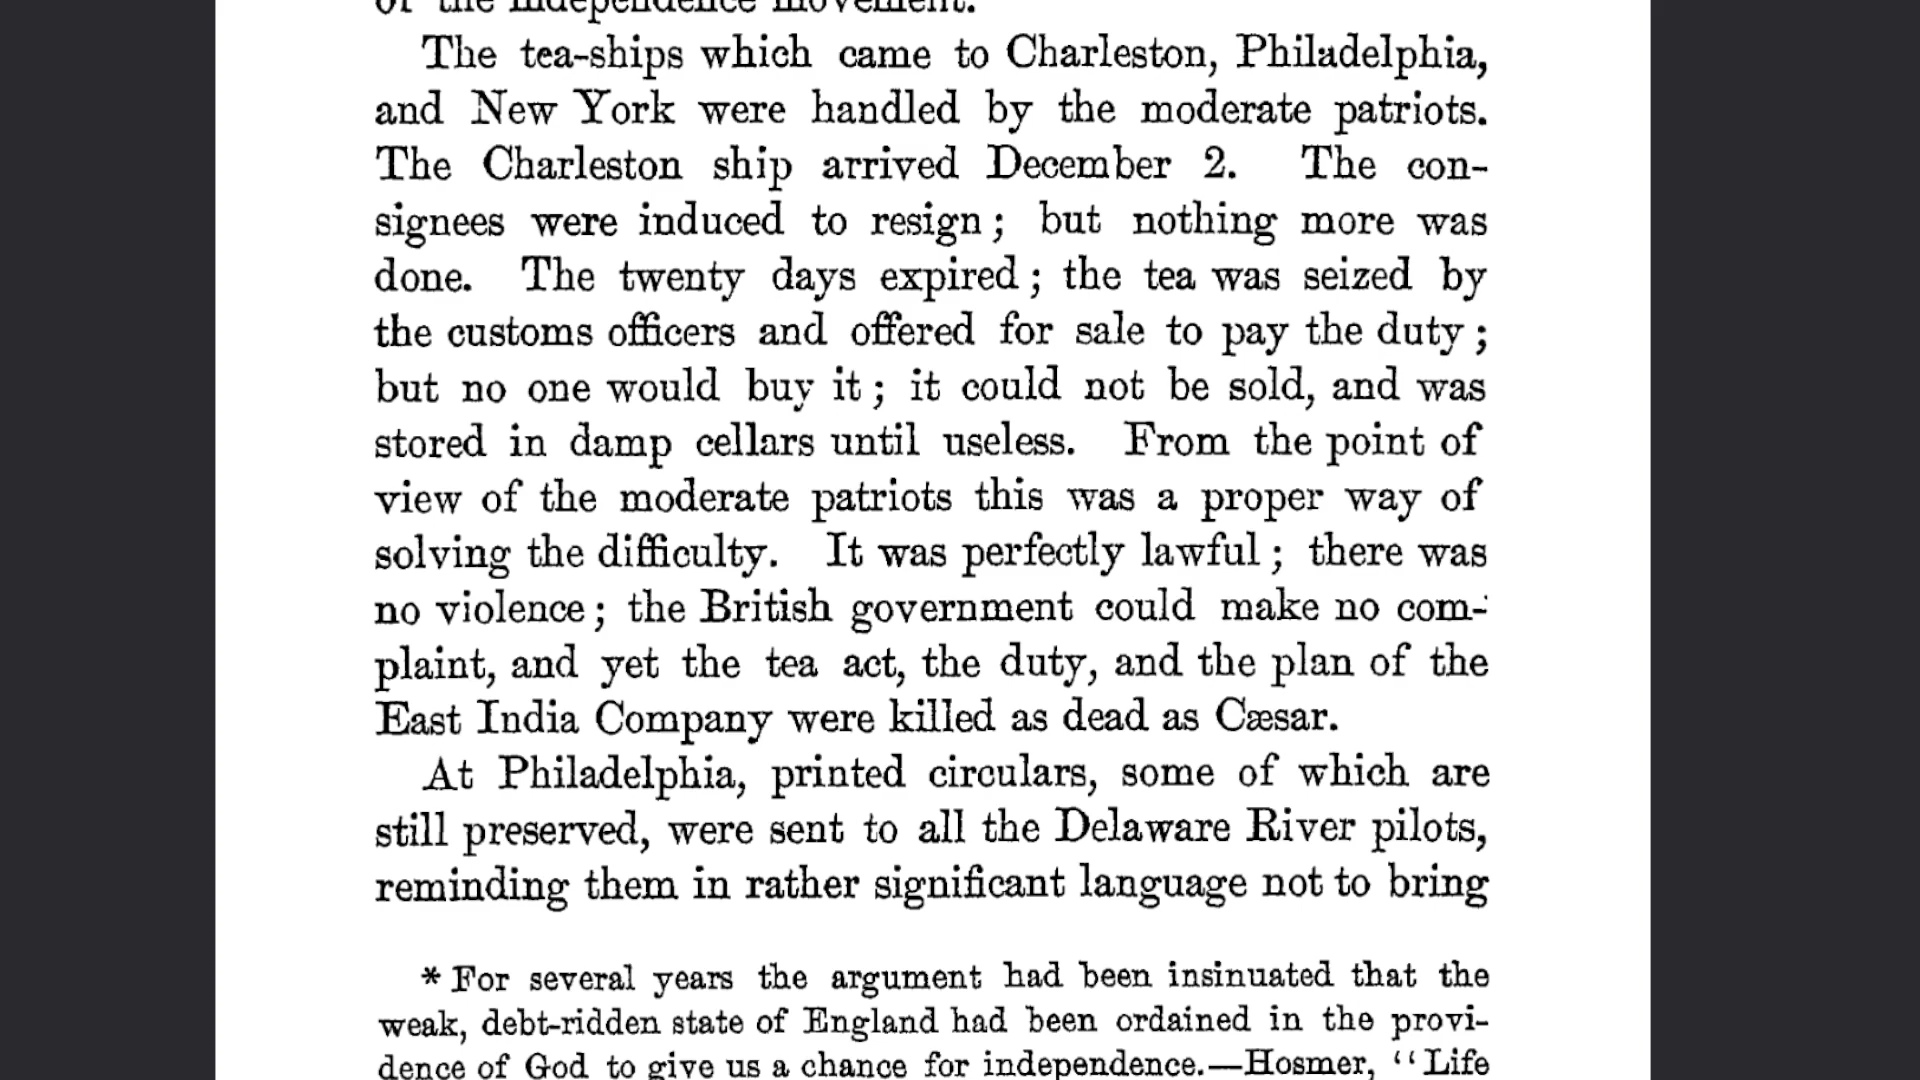 of the independence movement.
The tea-ships which came to Charleston, Philadelphia,
and New York were handled by the moderate patriots.
The Charleston ship arrived December 2. The con-
signees were induced to resign; but nothing more was
done. The twenty days expired; the tea was seized by
the customs officers and offered for sale to pay the duty;
but no one would buy it; it could not be sold, and was
stored in damp cellars until useless. From the point of
view of the moderate patriots this was a proper way of
solving the difficulty. It was perfectly lawful; there was
no violence; the British government could make no com-
plaint, and yet the tea act, the duty, and the plan of the
East India Company were killed as dead as Cæsar.
At Philadelphia, printed circulars, some of which are
still preserved, were sent to all the Delaware River pilots,
reminding them in rather significant language not to bring
* For several years the argument had been insinuated that the
weak, debt-ridden state of England had been ordained in the provi-
dence of God to give us a chance for independence.—Hosmer, "Life